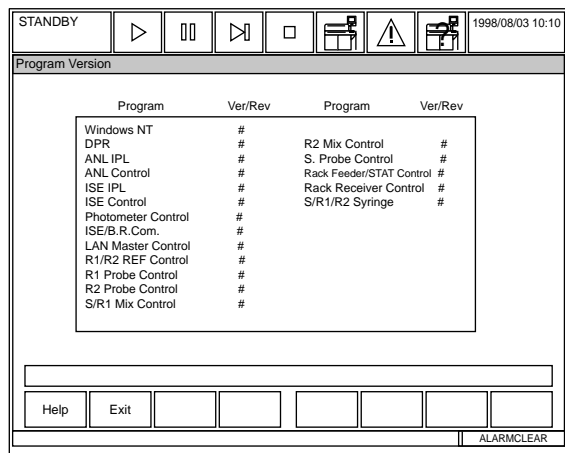 STANDBY
1998/08/03 10:10
Program Version
Program Ver/Rev Program Ver/Rev
Windows NT #
DPR # R2 Mix Control #
ANL IPL # S. Probe Control #
ANL Control # Rack Feeder/STAT Control #
ISE IPL # Rack Receiver Control #
ISE Control # S/R1/R2 Syringe #
Photometer Control #
ISE/B.R.Com. #
LAN Master Control #
R1/R2 REF Control #
R1 Probe Control #
R2 Probe Control #
S/R1 Mix Control #
Help Exit
ALARMCLEAR